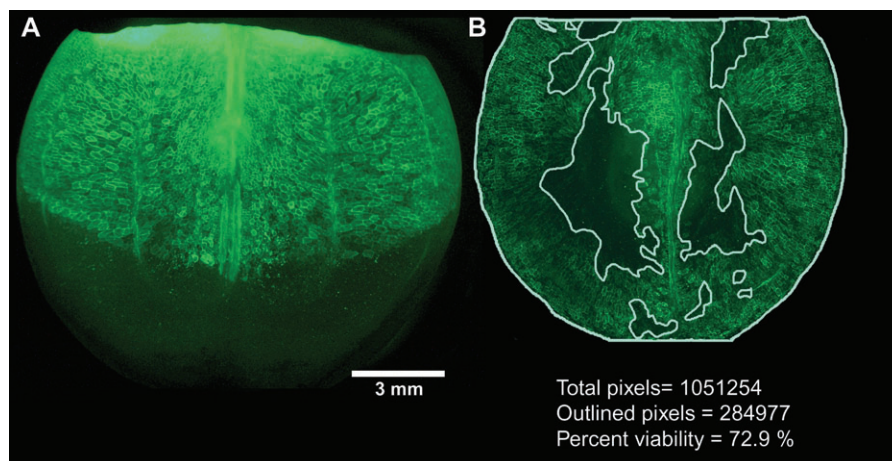 A
B
3 mm
Total pixels= 1051254
Outlined pixels = 284977
Percent viability = 72.9 %